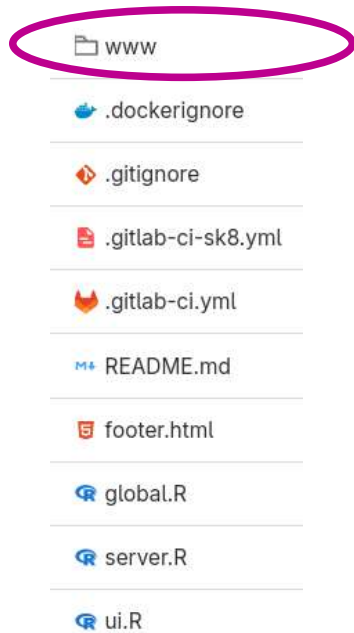 www
.dockerignore
.gitignore
.gitlab-ci-sk8.yml
.gitlab-ci.yml
README.md
footer.html
global.R
server.R
ui.R